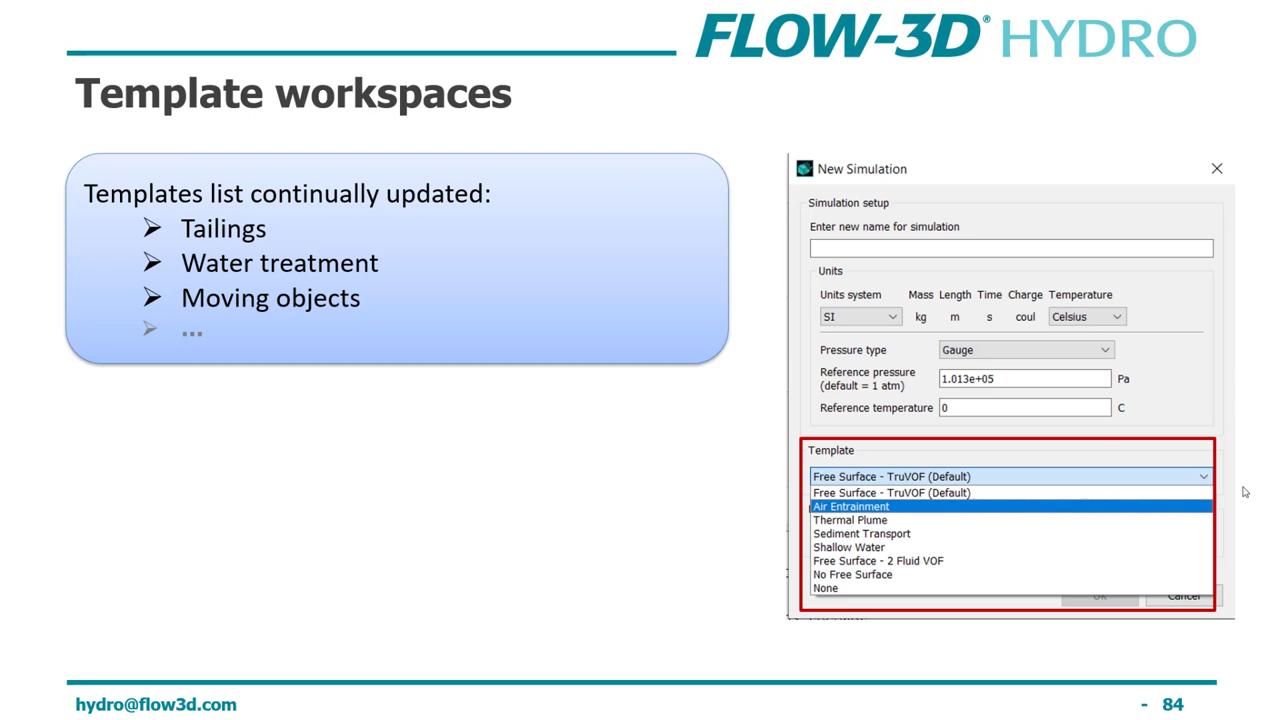 FLOW-3D® HYDRO
Template workspaces
Templates list continually updated:
➢ Tailings
➢ Water treatment
➢ Moving objects
➢ ...
New Simulation
Simulation setup
Enter new name for simulation
Units
Units system Mass Length Time Charge Temperature
SI kg m s coul Celsius
Pressure type Gauge
Reference pressure
(default = 1 atm) 1.013e+05 Pa
Reference temperature 0 C
Template
Free Surface - TruVOF (Default)
Free Surface - TruVOF (Default)
Air Entrainment
Thermal Plume
Sediment Transport
Shallow Water
Free Surface - 2 Fluid VOF
No Free Surface
None
OK Cancel
hydro@flow3d.com
- 84